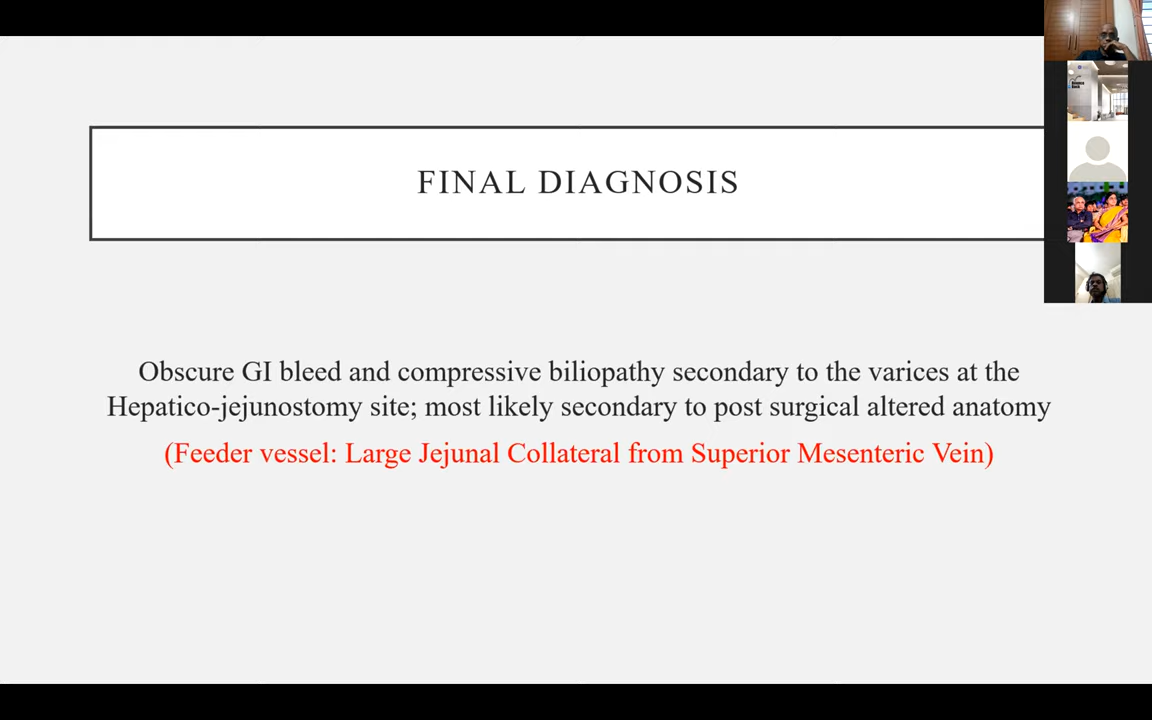 FINAL DIAGNOSIS
Obscure GI bleed and compressive biliopathy secondary to the varices at the
Hepatico-jejunostomy site; most likely secondary to post surgical altered anatomy
(Feeder vessel: Large Jejunal Collateral from Superior Mesenteric Vein)